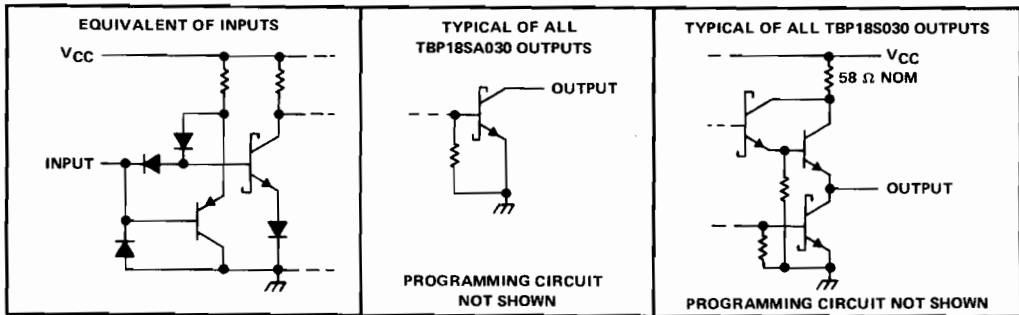 EQUIVALENT OF INPUTS
VCC
INPUT
TYPICAL OF ALL
TBP18SA030 OUTPUTS
OUTPUT
PROGRAMMING CIRCUIT
NOT SHOWN
TYPICAL OF ALL TBP18S030 OUTPUTS
VCC
58 Ω NOM
OUTPUT
PROGRAMMING CIRCUIT NOT SHOWN